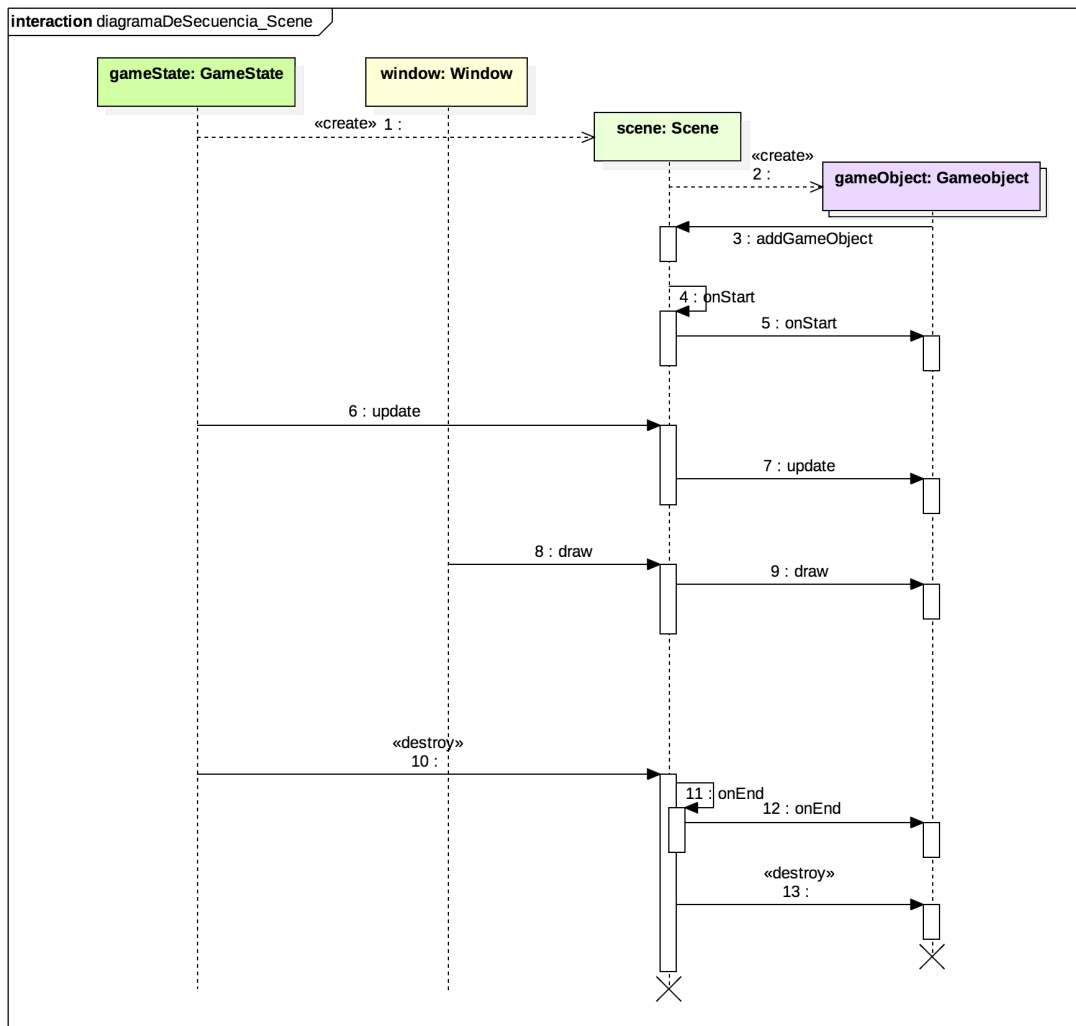 interaction diagramaDeSecuencia_Scene
gameState: GameState
window: Window
«create» 1 :
scene: Scene
«create»
2 :
gameObject: Gameobject
3 : addGameObject
4 : onStart
5 : onStart
6 : update
7 : update
8 : draw
9 : draw
«destroy»
10 :
11 : onEnd
12 : onEnd
«destroy»
13 :